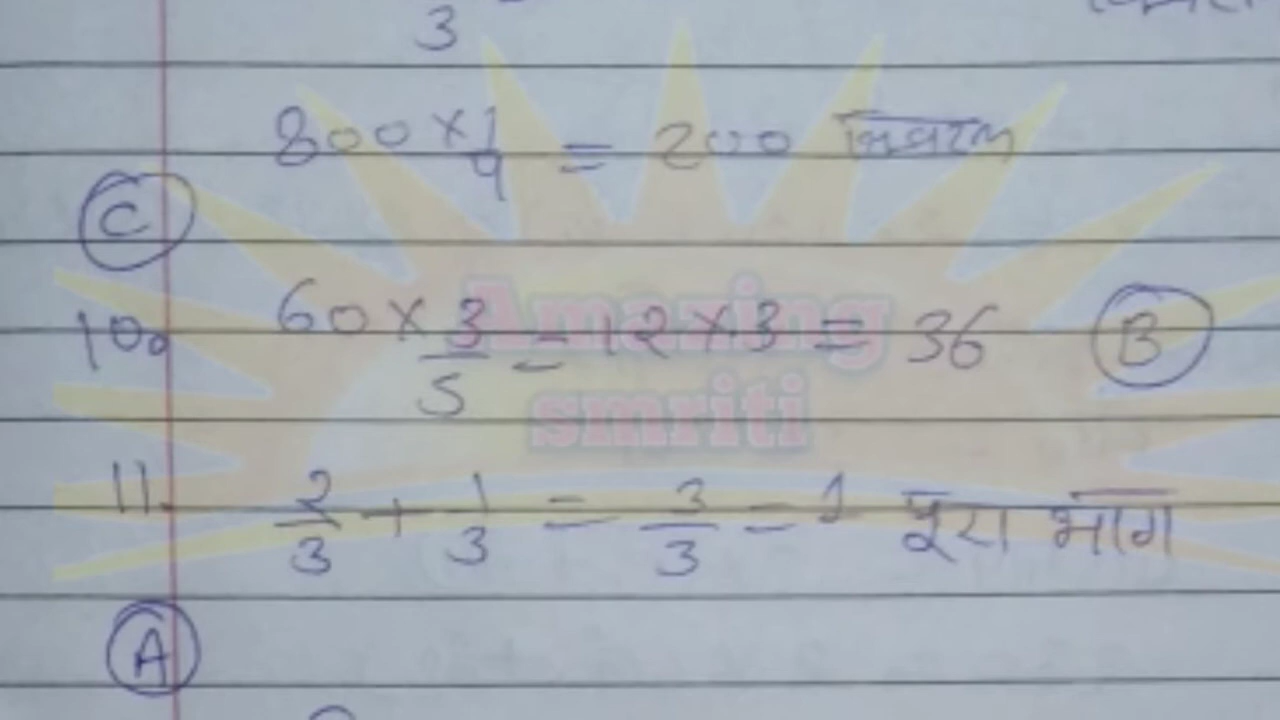 3
800 × 1/4 = 200
C
10. 60 × 3/5 = 12 × 3 = 36 B
11. 2/3 + 1/3 = 3/3 = 1 पूरा भाग
A
Amazing
smriti